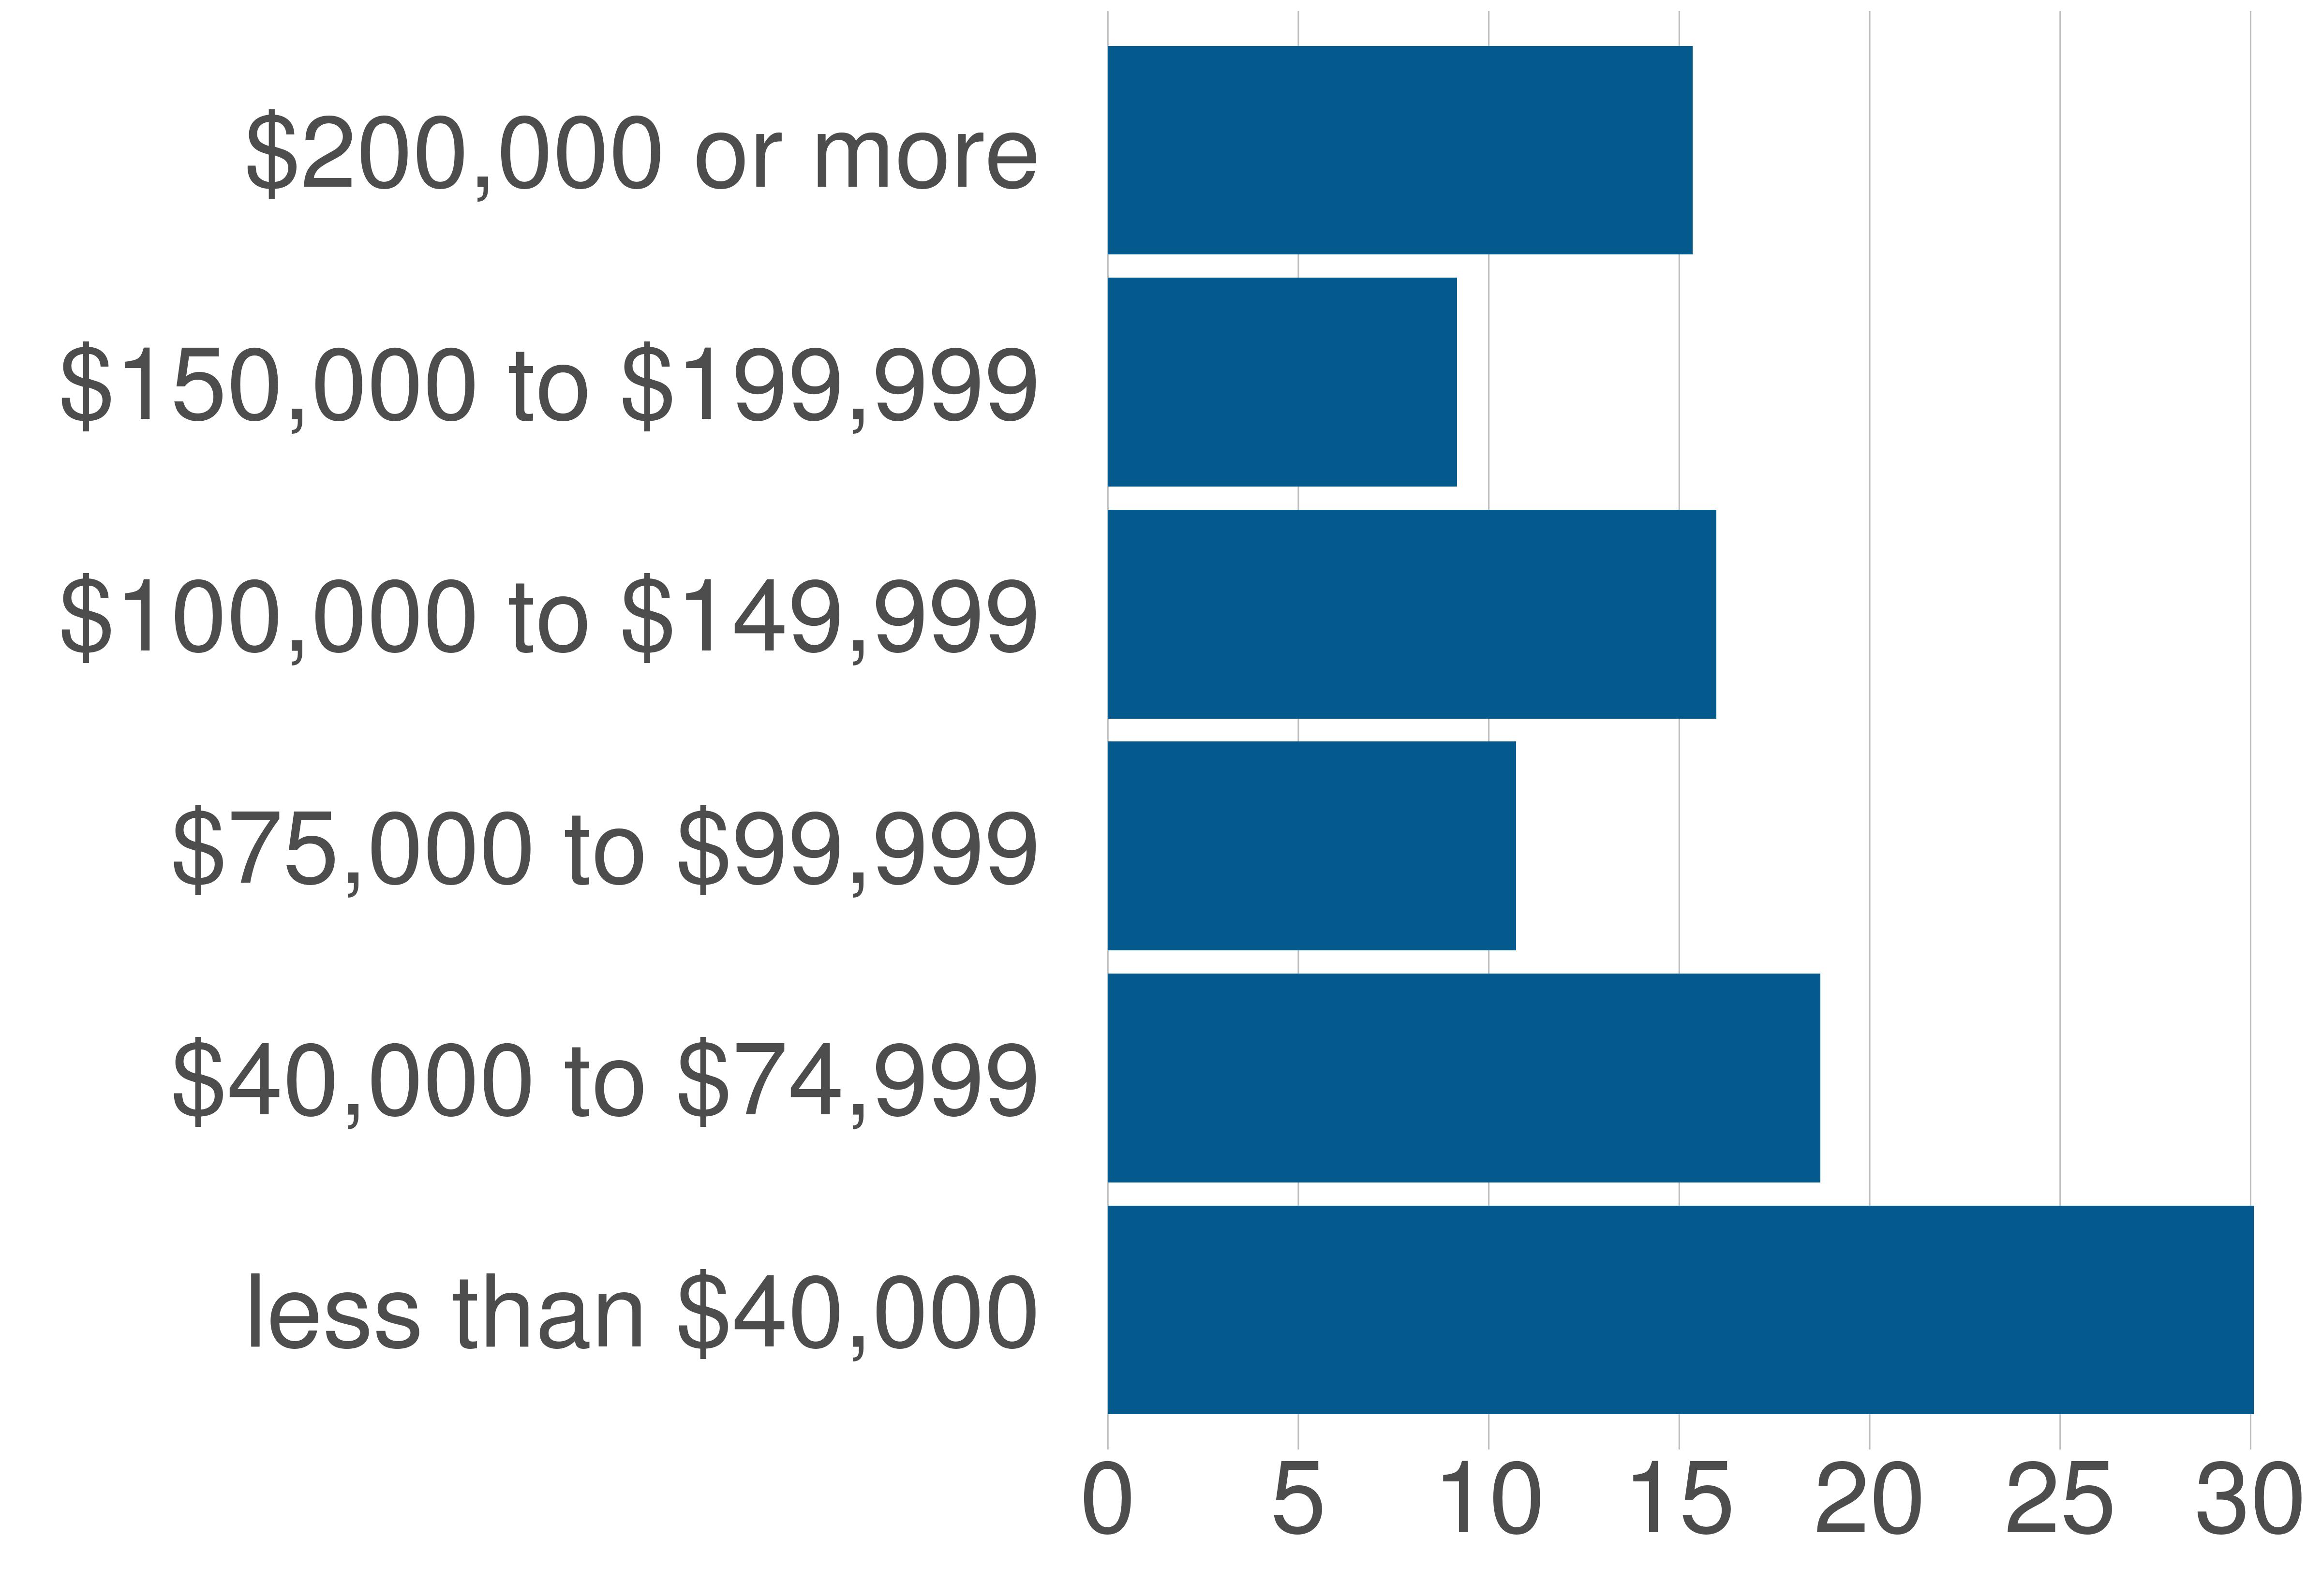 $200,000 or more
$150,000 to $199,999
$100,000 to $149,999
$75,000 to $99,999
$40,000 to $74,999
less than $40,000
0 5 10 15 20 25 30